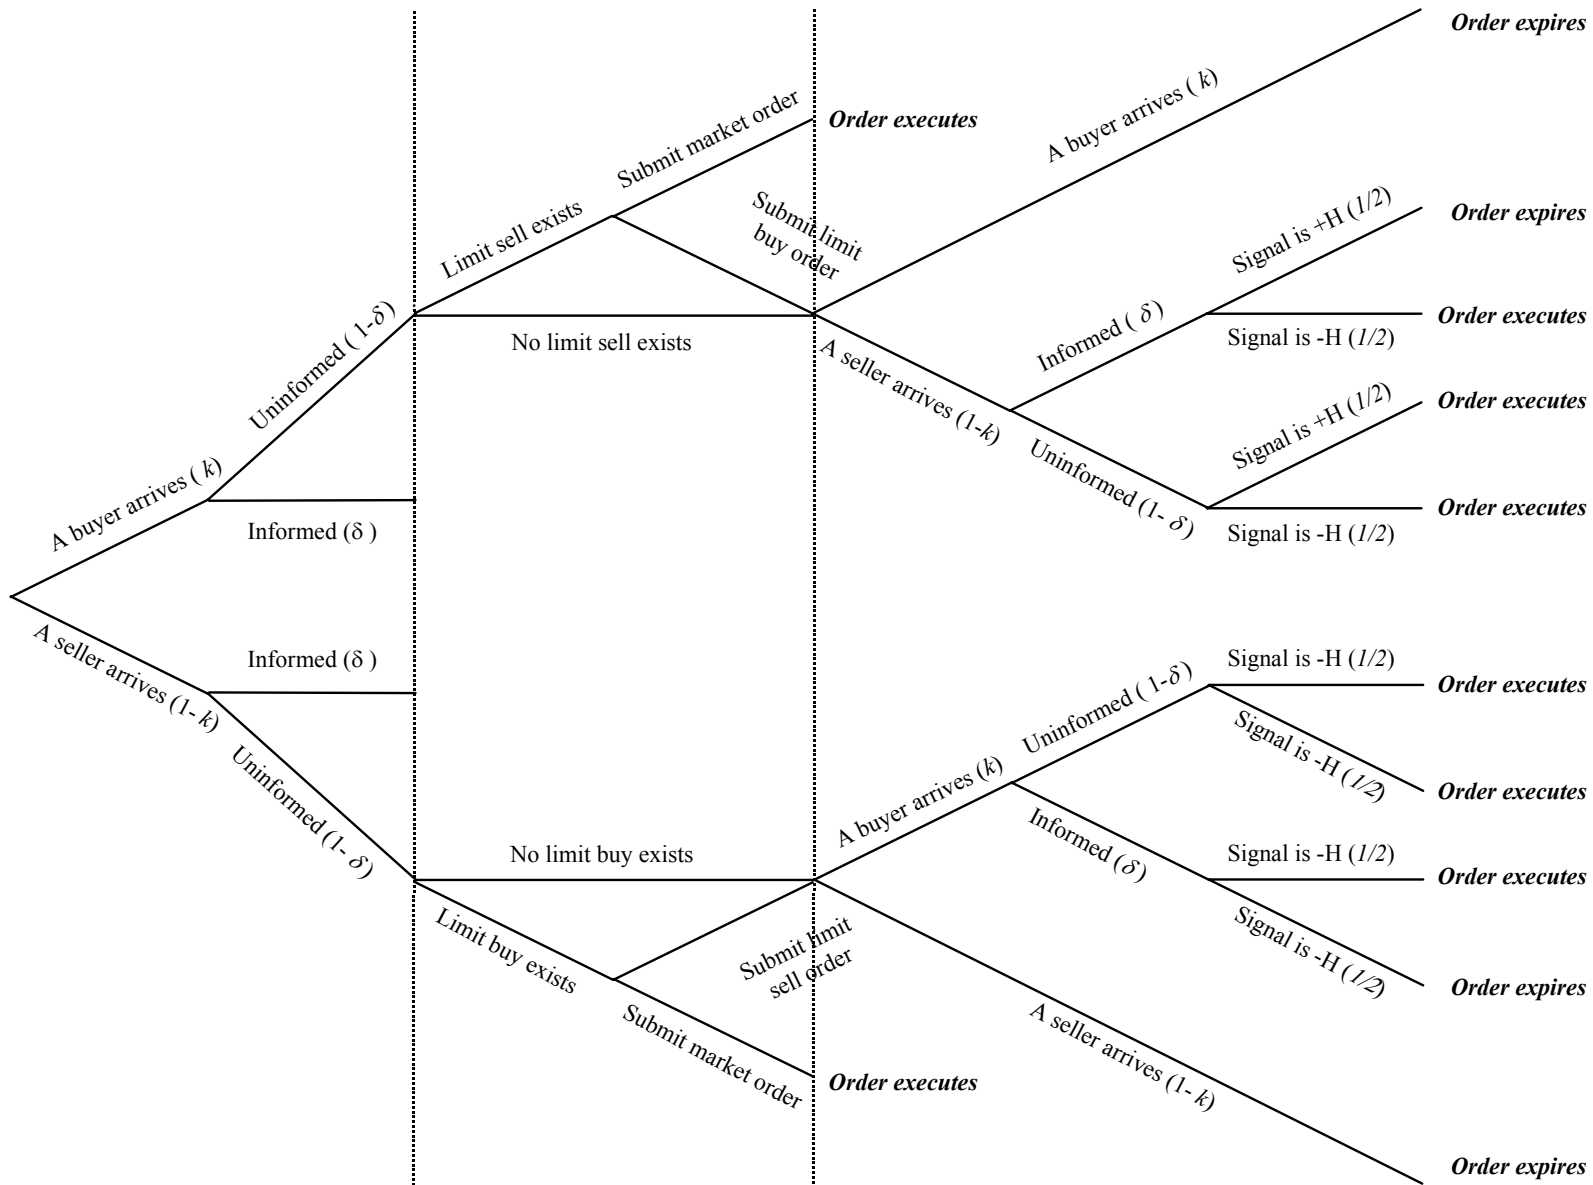 Order expires
A buyer arrives ( k)
Submit market order
Order executes
Limit sell exists
Submit limit
buy order
Signal is +H (1/2)
Order expires
Uninformed ( 1-δ)
No limit sell exists
Informed ( δ )
Order executes
Signal is -H (1/2)
A seller arrives (1-k)
Signal is +H (1/2)
Order executes
Uninformed (1- δ)
Order executes
Signal is -H (1/2)
A buyer arrives ( k)
Informed (δ )
A seller arrives (1- k)
Informed (δ )
Uninformed (1- δ)
Signal is -H (1/2)
Order executes
Uninformed ( 1-δ)
Signal is -H (1/2)
Order executes
A buyer arrives (k)
No limit buy exists
Informed (δ)
Signal is -H (1/2)
Order executes
Signal is -H (1/2)
Order expires
Limit buy exists
Submit limit
sell order
Submit market order
Order executes
A seller arrives (1- k)
Order expires